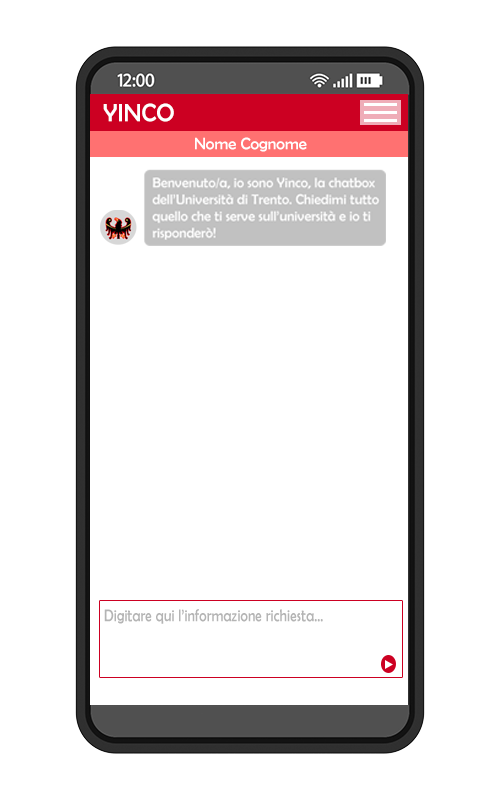 12:00
YINCO
Nome Cognome
Benvenuto/a, io sono Yinco, la chatbox
dell'Università di Trento. Chiedimi tutto
quello che ti serve sull'università e io ti
risponderò!
Digitare qui l'informazione richiesta...